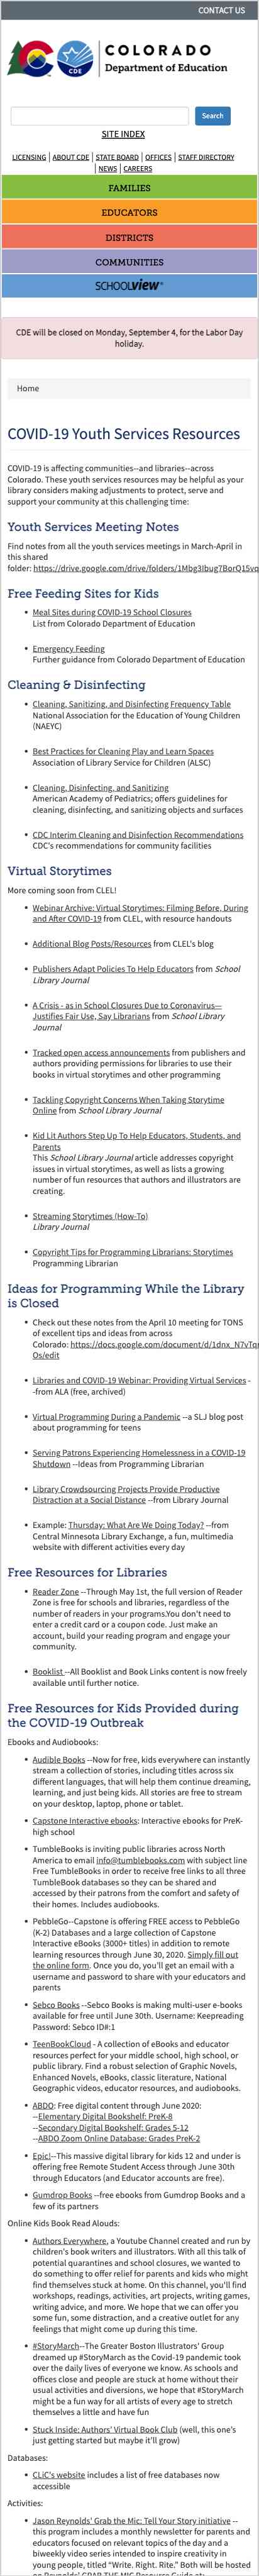 CONTACT US
COLORADO
CDE
Department of Education
Search
SITE INDEX
LICENSING | ABOUT CDE | STATE BOARD | OFFICES | STAFF DIRECTORY
| NEWS | CAREERS
FAMILIES
EDUCATORS
DISTRICTS
COMMUNITIES
SCHOOLVIEW®
CDE will be closed on Monday, September 4, for the Labor Day
holiday.
Home
COVID-19 Youth Services Resources
COVID-19 is affecting communities--and libraries--across
Colorado. These youth services resources may be helpful as your
library considers making adjustments to protect, serve and
support your community at this challenging time:
Youth Services Meeting Notes
Find notes from all the youth services meetings in March-April in
this shared
folder: https://drive.google.com/drive/folders/1Mbg3Ibug7BorQ15vq
Free Feeding Sites for Kids
• Meal Sites during COVID-19 School Closures
List from Colorado Department of Education
• Emergency Feeding
Further guidance from Colorado Department of Education
Cleaning & Disinfecting
• Cleaning, Sanitizing, and Disinfecting Frequency Table
National Association for the Education of Young Children
(NAEYC)
• Best Practices for Cleaning Play and Learn Spaces
Association of Library Service for Children (ALSC)
• Cleaning, Disinfecting, and Sanitizing
American Academy of Pediatrics; offers guidelines for
cleaning, disinfecting, and sanitizing objects and surfaces
• CDC Interim Cleaning and Disinfection Recommendations
CDC's recommendations for community facilities
Virtual Storytimes
More coming soon from CLEL!
• Webinar Archive: Virtual Storytimes: Filming Before, During
and After COVID-19 from CLEL, with resource handouts
• Additional Blog Posts/Resources from CLEL's blog
• Publishers Adapt Policies To Help Educators from School
Library Journal
• A Crisis - as in School Closures Due to Coronavirus—
Justifies Fair Use, Say Librarians from School Library
Journal
• Tracked open access announcements from publishers and
authors providing permissions for libraries to use their
books in virtual storytimes and other programming
• Tackling Copyright Concerns When Taking Storytime
Online from School Library Journal
• Kid Lit Authors Step Up To Help Educators, Students, and
Parents
This School Library Journal article addresses copyright
issues in virtual storytimes, as well as lists a growing
number of fun resources that authors and illustrators are
creating.
• Streaming Storytimes (How-To)
Library Journal
• Copyright Tips for Programming Librarians: Storytimes
Programming Librarian
Ideas for Programming While the Library
is Closed
• Check out these notes from the April 10 meeting for TONS
of excellent tips and ideas from across
Colorado: https://docs.google.com/document/d/1dnx_N7vTqr
Os/edit
• Libraries and COVID-19 Webinar: Providing Virtual Services -
-from ALA (free, archived)
• Virtual Programming During a Pandemic --a SLJ blog post
about programming for teens
• Serving Patrons Experiencing Homelessness in a COVID-19
Shutdown --Ideas from Programming Librarian
• Library Crowdsourcing Projects Provide Productive
Distraction at a Social Distance --from Library Journal
• Example: Thursday: What Are We Doing Today? --from
Central Minnesota Library Exchange, a fun, multimedia
website with different activities every day
Free Resources for Libraries
• Reader Zone --Through May 1st, the full version of Reader
Zone is free for schools and libraries, regardless of the
number of readers in your programs.You don't need to
enter a credit card or a coupon code. Just make an
account, build your reading program and engage your
community.
• Booklist --All Booklist and Book Links content is now freely
available until further notice.
Free Resources for Kids Provided during
the COVID-19 Outbreak
Ebooks and Audiobooks:
• Audible Books --Now for free, kids everywhere can instantly
stream a collection of stories, including titles across six
different languages, that will help them continue dreaming,
learning, and just being kids. All stories are free to stream
on your desktop, laptop, phone or tablet.
• Capstone Interactive ebooks: Interactive ebooks for PreK-
high school
• TumbleBooks is inviting public libraries across North
America to email info@tumblebooks.com with subject line
Free TumbleBooks in order to receive free links to all three
TumbleBook databases so they can be shared and
accessed by their patrons from the comfort and safety of
their homes. Includes audiobooks.
• PebbleGo--Capstone is offering FREE access to PebbleGo
(K-2) Databases and a large collection of Capstone
Interactive eBooks (3000+ titles) in addition to remote
learning resources through June 30, 2020. Simply fill out
the online form. Once you do, you'll get an email with a
username and password to share with your educators and
parents
• Sebco Books --Sebco Books is making multi-user e-books
available for free until June 30th. Username: Keepreading
Password: Sebco ID#:1
• TeenBookCloud - A collection of eBooks and educator
resources perfect for your middle school, high school, or
public library. Find a robust selection of Graphic Novels,
Enhanced Novels, eBooks, classic literature, National
Geographic videos, educator resources, and audiobooks.
• ABDO: Free digital content through June 2020:
--Elementary Digital Bookshelf: PreK-8
--Secondary Digital Bookshelf: Grades 5-12
--ABDO Zoom Online Database: Grades PreK-2
• Epic!--This massive digital library for kids 12 and under is
offering free Remote Student Access through June 30th
through Educators (and Educator accounts are free).
• Gumdrop Books --free ebooks from Gumdrop Books and a
few of its partners
Online Kids Book Read Alouds:
• Authors Everywhere, a Youtube Channel created and run by
children's book writers and illustrators. With all this talk of
potential quarantines and school closures, we wanted to
do something to offer relief for parents and kids who might
find themselves stuck at home. On this channel, you'll find
workshops, readings, activities, art projects, writing games,
writing advice, and more. We hope that we can offer you
some fun, some distraction, and a creative outlet for any
feelings that might come up during this time.
• #StoryMarch--The Greater Boston Illustrators' Group
dreamed up #StoryMarch as the Covid-19 pandemic took
over the daily lives of everyone we know. As schools and
offices close and people are stuck at home without their
usual activities and diversions, we hope that #StoryMarch
might be a fun way for all artists of every age to stretch
themselves a little and have fun
• Stuck Inside: Authors' Virtual Book Club (well, this one's
just getting started but maybe it'll grow)
Databases:
• CLiC's website includes a list of free databases now
accessible
Activities:
• Jason Reynolds' Grab the Mic: Tell Your Story initiative --
this program includes a monthly newsletter for parents and
educators focused on relevant topics of the day and a
biweekly video series intended to inspire creativity in
young people, titled “Write. Right. Rite.” Both will be hosted